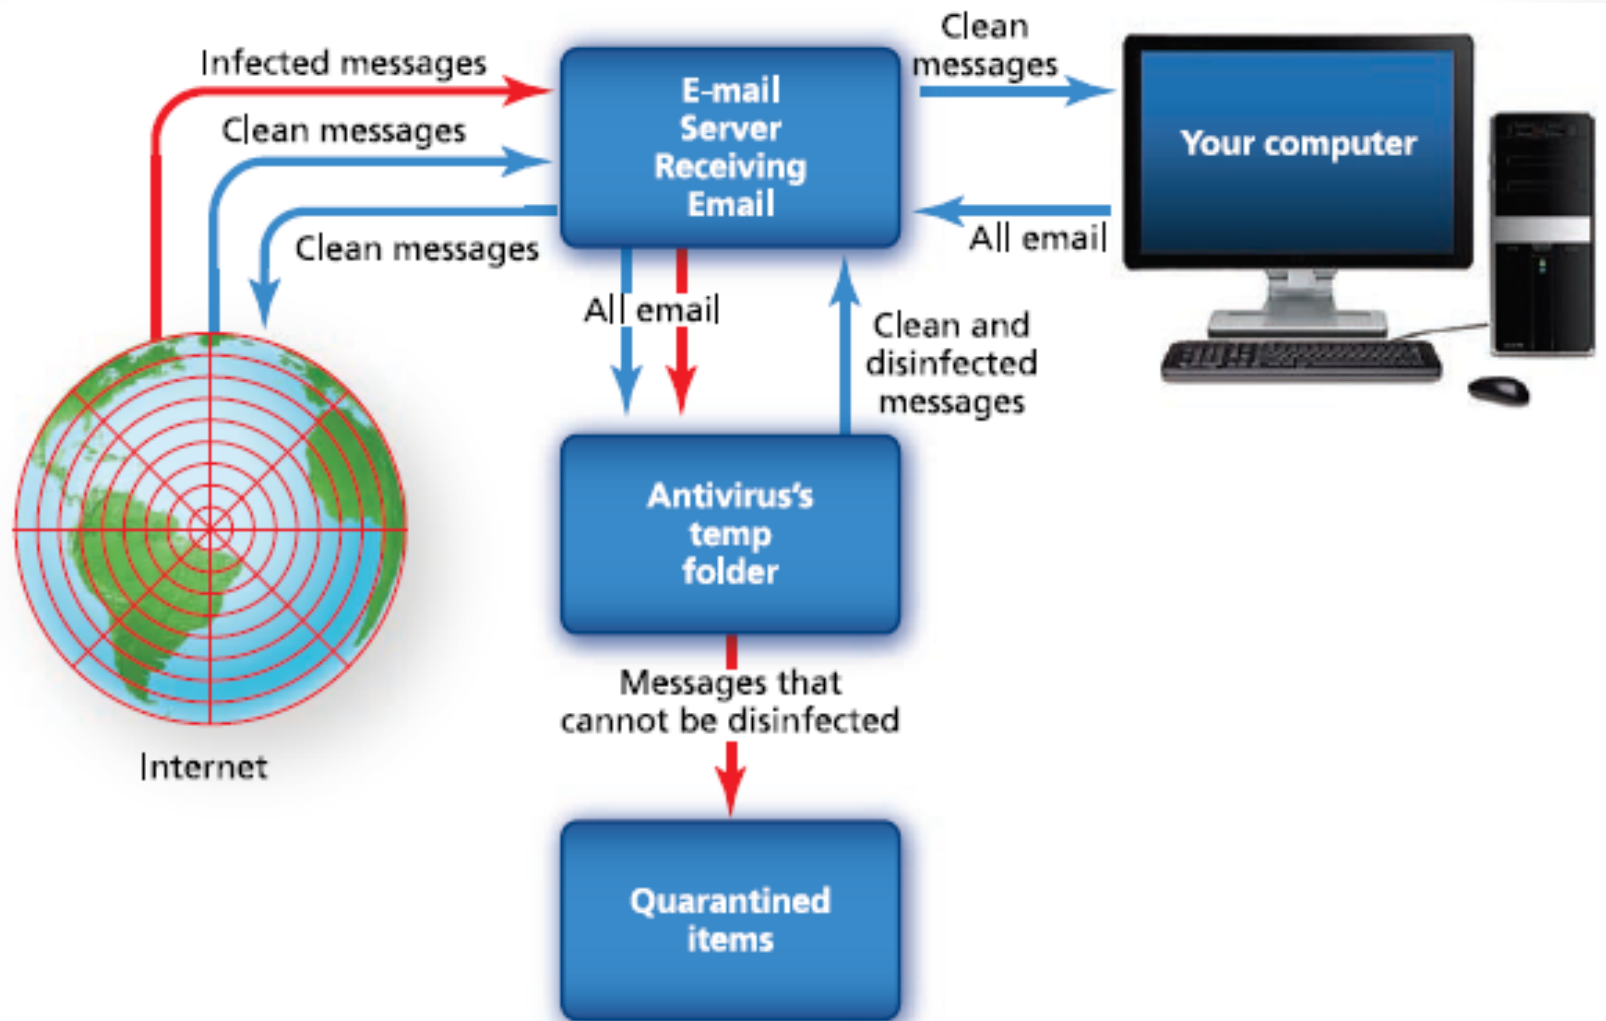 Infected messages
Clean messages
Clean messages
E-mail
Server
Receiving
Email
Clean
messages
Your computer
All email
All email
Clean and
disinfected
messages
Antivirus's
temp
folder
Messages that
cannot be disinfected
Internet
Quarantined
items